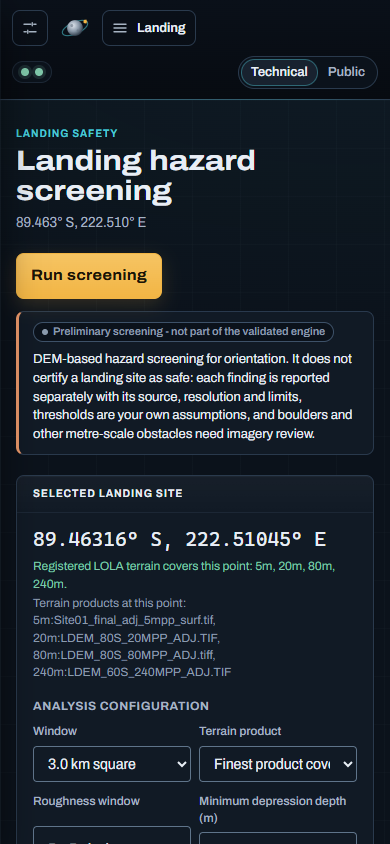 Landing
Technical Public
LANDING SAFETY
Landing hazard
screening
89.463° S, 222.510° E
Run screening
Preliminary screening - not part of the validated engine
DEM-based hazard screening for orientation. It does not
certify a landing site as safe: each finding is reported
separately with its source, resolution and limits,
thresholds are your own assumptions, and boulders and
other metre-scale obstacles need imagery review.
SELECTED LANDING SITE
89.46316° S, 222.51045° E
Registered LOLA terrain covers this point: 5m, 20m, 80m,
240m.
Terrain products at this point:
5m:Site01_final_adj_5mpp_surf.tif,
20m:LDEM_80S_20MPP_ADJ.TIF,
80m:LDEM_80S_80MPP_ADJ.tiff,
240m:LDEM_60S_240MPP_ADJ.TIF
ANALYSIS CONFIGURATION
Window Terrain product
3.0 km square Finest product
Roughness window Minimum depression depth
(m)